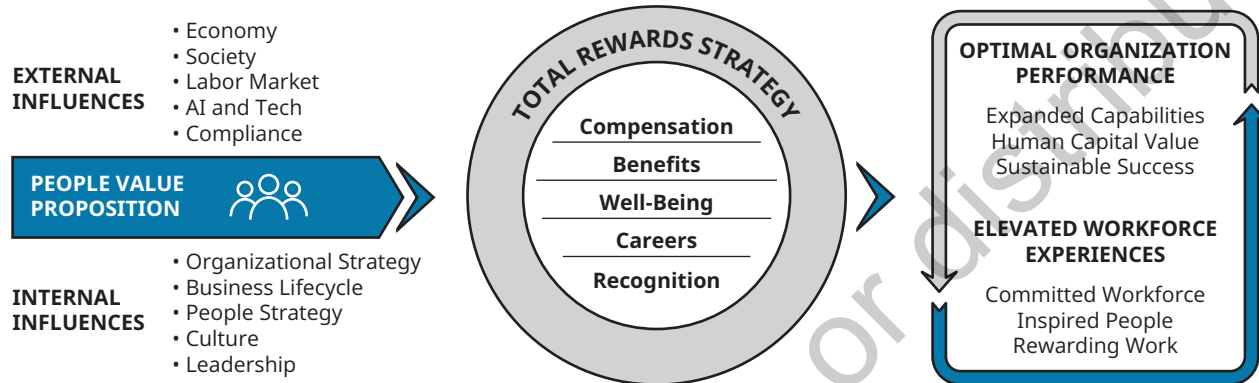 EXTERNAL
INFLUENCES
• Economy
• Society
• Labor Market
• AI and Tech
• Compliance
PEOPLE VALUE
PROPOSITION
INTERNAL
INFLUENCES
• Organizational Strategy
• Business Lifecycle
• People Strategy
• Culture
• Leadership
TOTAL REWARDS STRATEGY
Compensation
Benefits
Well-Being
Careers
Recognition
OPTIMAL ORGANIZATION
PERFORMANCE
Expanded Capabilities
Human Capital Value
Sustainable Success
ELEVATED WORKFORCE
EXPERIENCES
Committed Workforce
Inspired People
Rewarding Work
or distribu